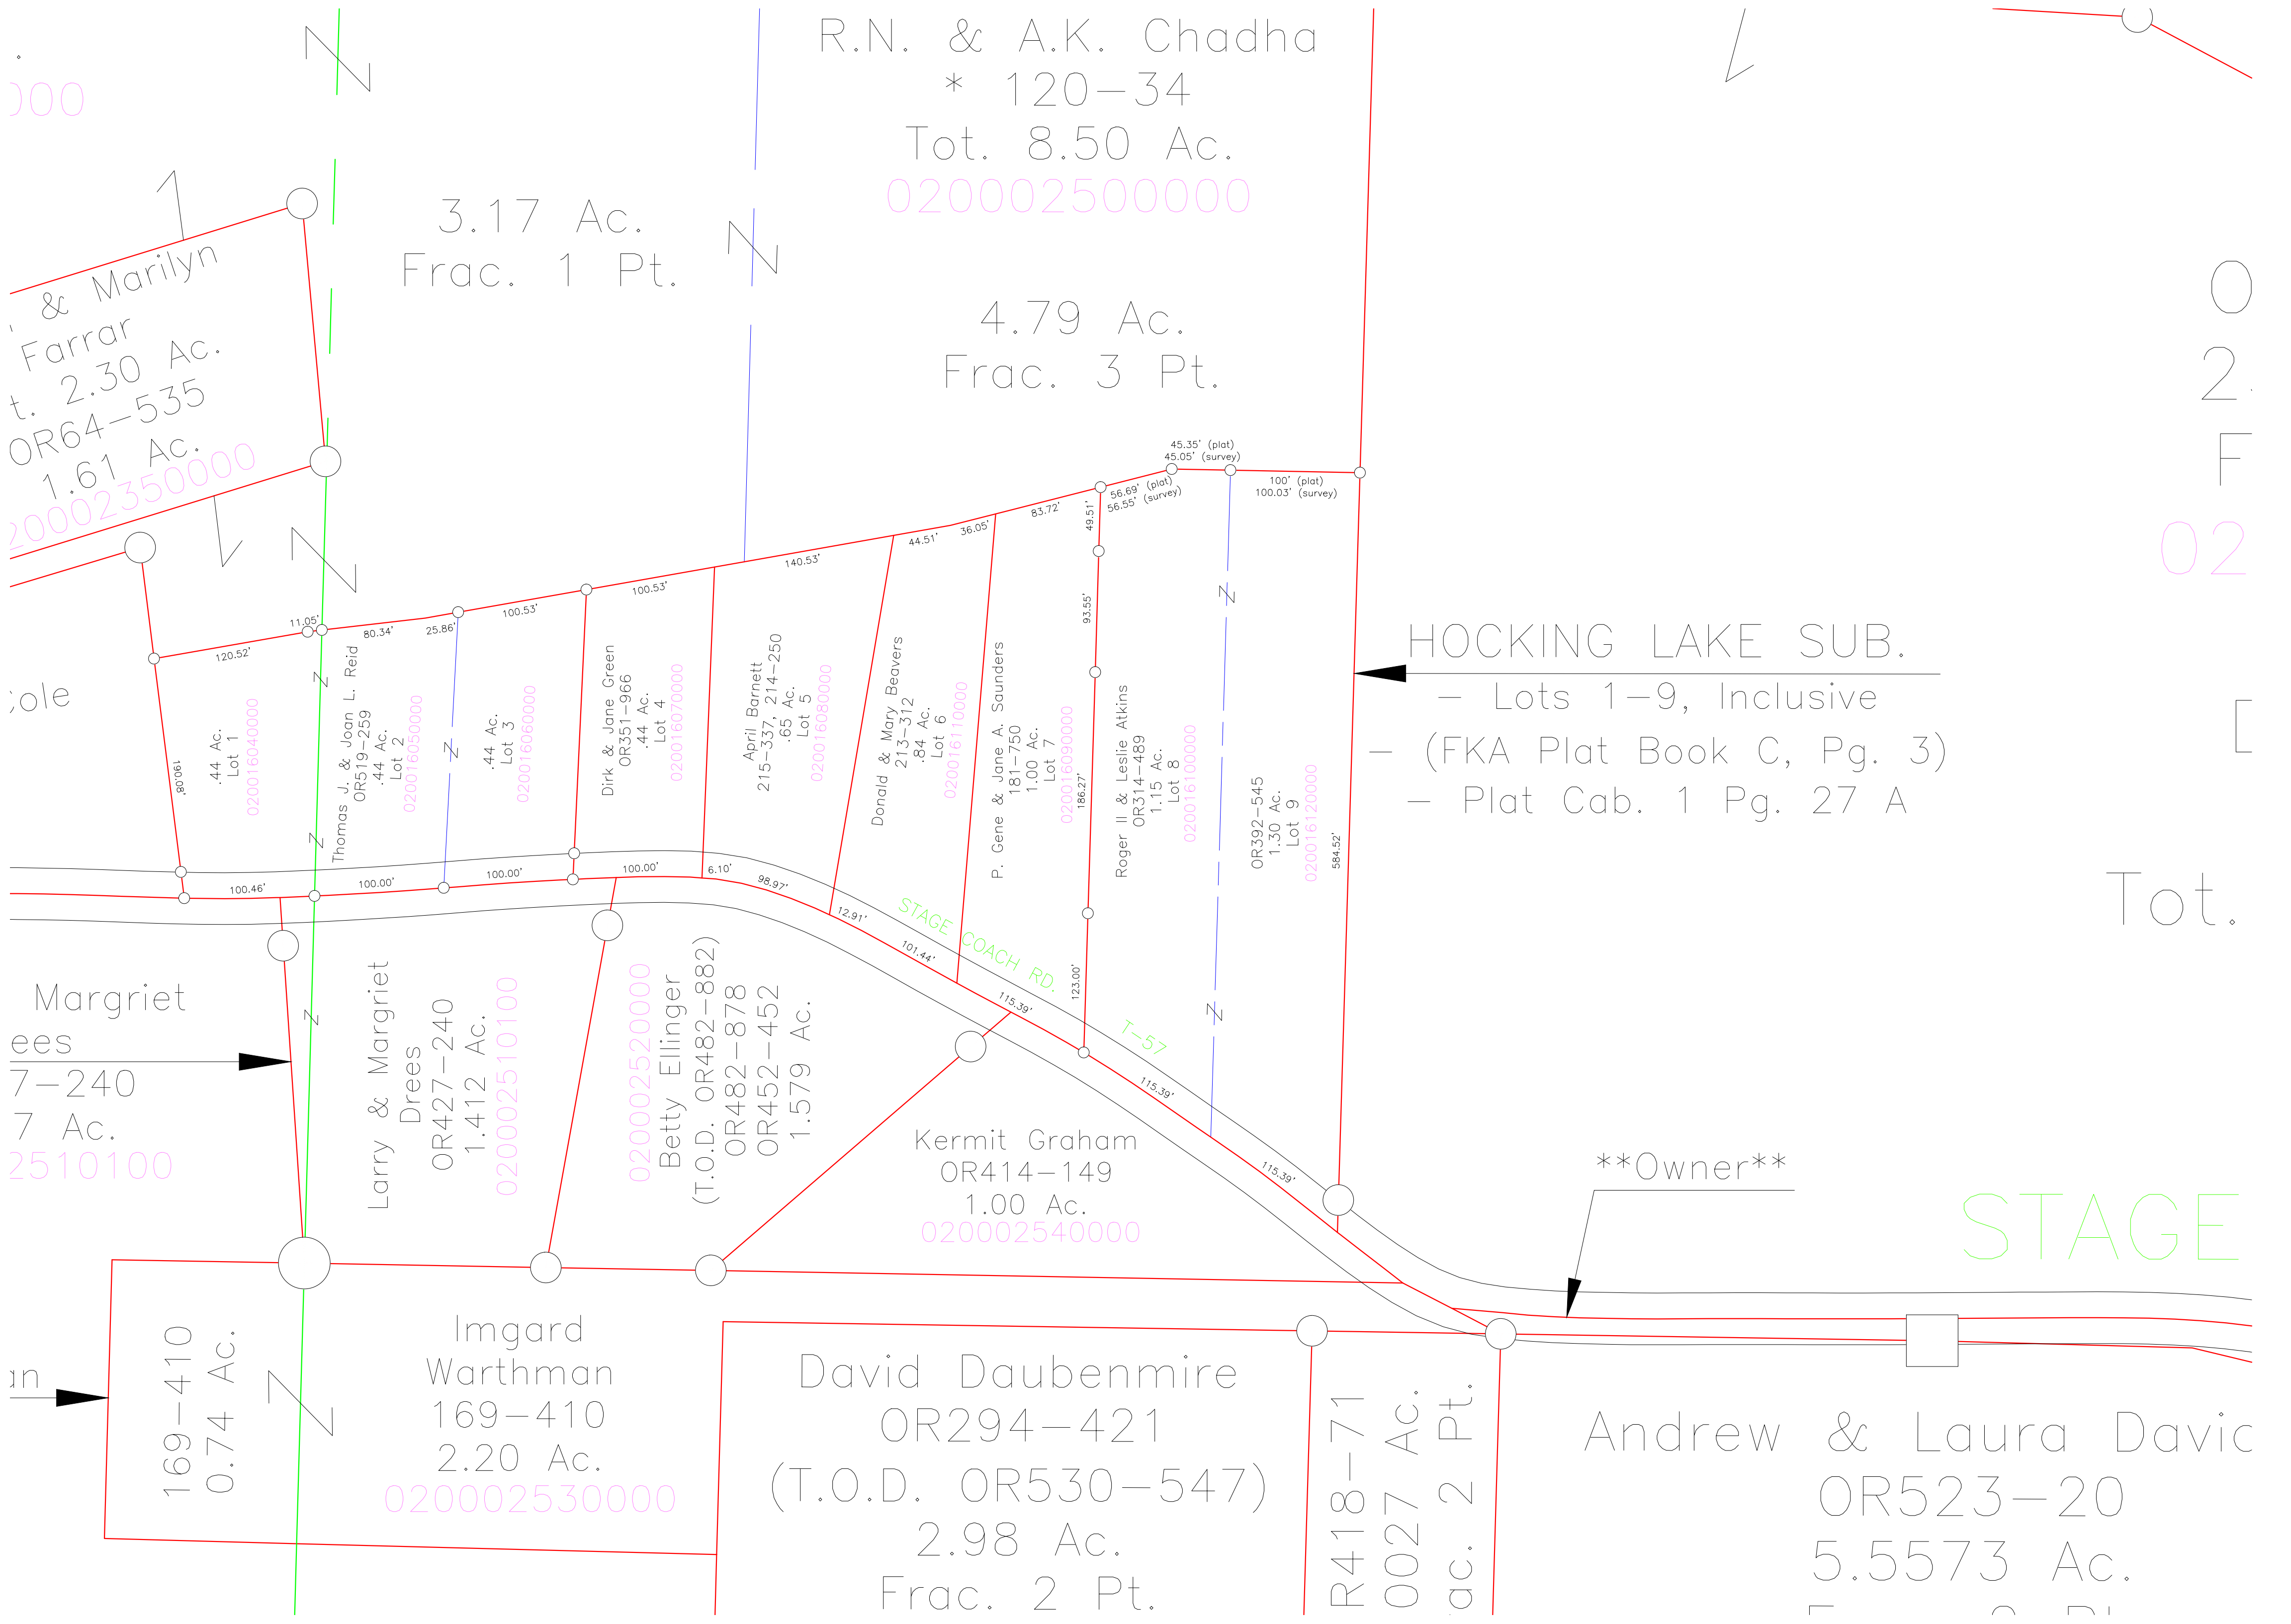 R.N. & A.K. Chadha
* 120-34
Tot. 8.50 Ac.
020002500000
3.17 Ac.
Frac. 1 Pt.
4.79 Ac.
Frac. 3 Pt.
000
& Marilyn
Farrar
t. 2.30 Ac.
OR64-535
1.61 Ac.
20002350000
cole
45.35' (plat)
45.05' (survey)
100' (plat)
100.03' (survey)
56.69' (plat)
56.55' (survey)
83.72'
36.05'
44.51'
140.53'
100.53'
100.53'
25.86'
80.34'
11.05'
120.52'
190.08'
49.51'
93.55'
186.27'
123.00'
584.52'
.44 Ac.
Lot 1
020016040000
Thomas J. & Joan L. Reid
OR519-259
.44 Ac.
Lot 2
020016050000
.44 Ac.
Lot 3
020016060000
Dirk & Jane Green
OR351-966
.44 Ac.
Lot 4
020016070000
April Barnett
215-337, 214-250
.65 Ac.
Lot 5
020016080000
Donald & Mary Beavers
213-312
.84 Ac.
Lot 6
020016110000
P. Gene & Jane A. Saunders
181-750
1.00 Ac.
Lot 7
020016090000
Roger II & Leslie Atkins
OR314-489
1.15 Ac.
Lot 8
020016100000
OR392-545
1.30 Ac.
Lot 9
020016120000
HOCKING LAKE SUB.
- Lots 1-9, Inclusive
- (FKA Plat Book C, Pg. 3)
- Plat Cab. 1 Pg. 27 A
02
Tot.
100.46'
100.00'
100.00'
100.00'
6.10'
98.97'
12.91'
101.44'
115.39'
115.39'
115.39'
STAGE COACH RD.
T-57
Margriet
ees
7-240
7 Ac.
2510100
Larry & Margriet
Drees
OR427-240
1.412 Ac.
020002510100
020002520000
Betty Ellinger
(T.O.D. OR482-882)
OR482-878
OR452-452
1.579 Ac.
Kermit Graham
OR414-149
1.00 Ac.
020002540000
**Owner**
STAGE
an
169-410
0.74 Ac.
Imgard
Warthman
169-410
2.20 Ac.
020002530000
David Daubenmire
OR294-421
(T.O.D. OR530-547)
2.98 Ac.
Frac. 2 Pt.
R418-71
0027 Ac.
ac. 2 Pt.
Andrew & Laura Davi
OR523-20
5.5573 Ac.